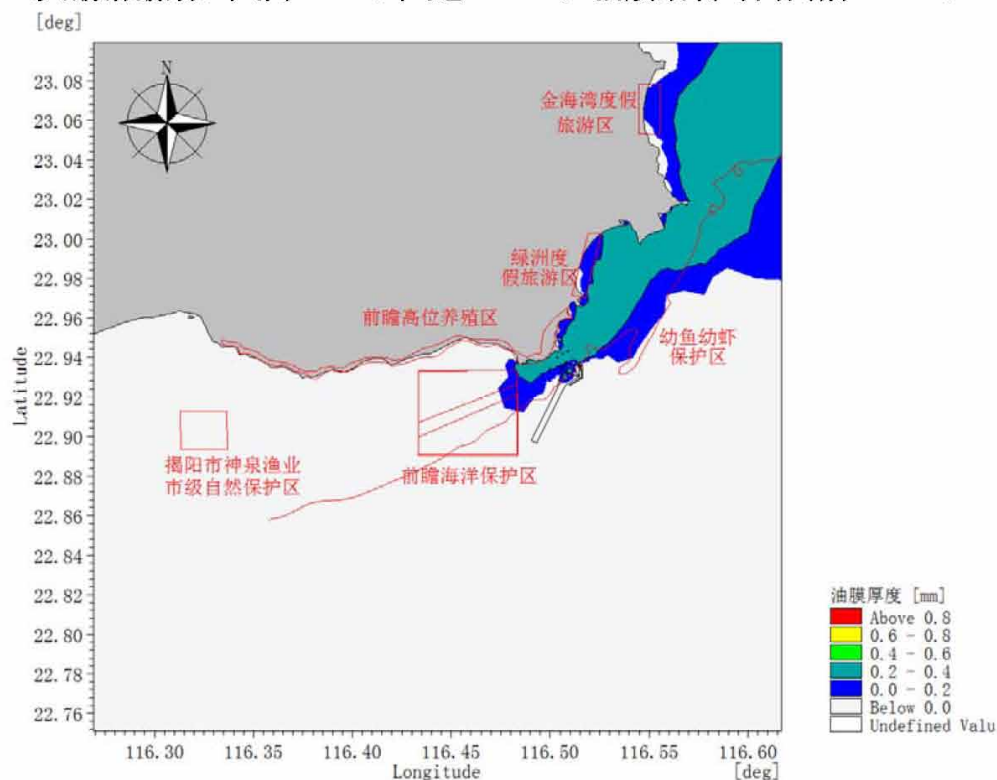 [deg]
N
23.08
23.06
23.04
23.02
23.00
22.98
22.96
22.94
22.92
22.90
22.88
22.86
22.84
22.82
22.80
22.78
22.76
Latitude
金海湾度假
旅游区
绿洲度
假旅游区
前瞻高位养殖区
幼鱼幼虾
保护区
揭阳市神泉渔业
市级自然保护区
前瞻海洋保护区
油膜厚度 [mm]
Above 0.8
0.6 - 0.8
0.4 - 0.6
0.2 - 0.4
0.0 - 0.2
Below 0.0
Undefined Valu
116.30 116.35 116.40 116.45 116.50 116.55 116.60
Longitude
[deg]